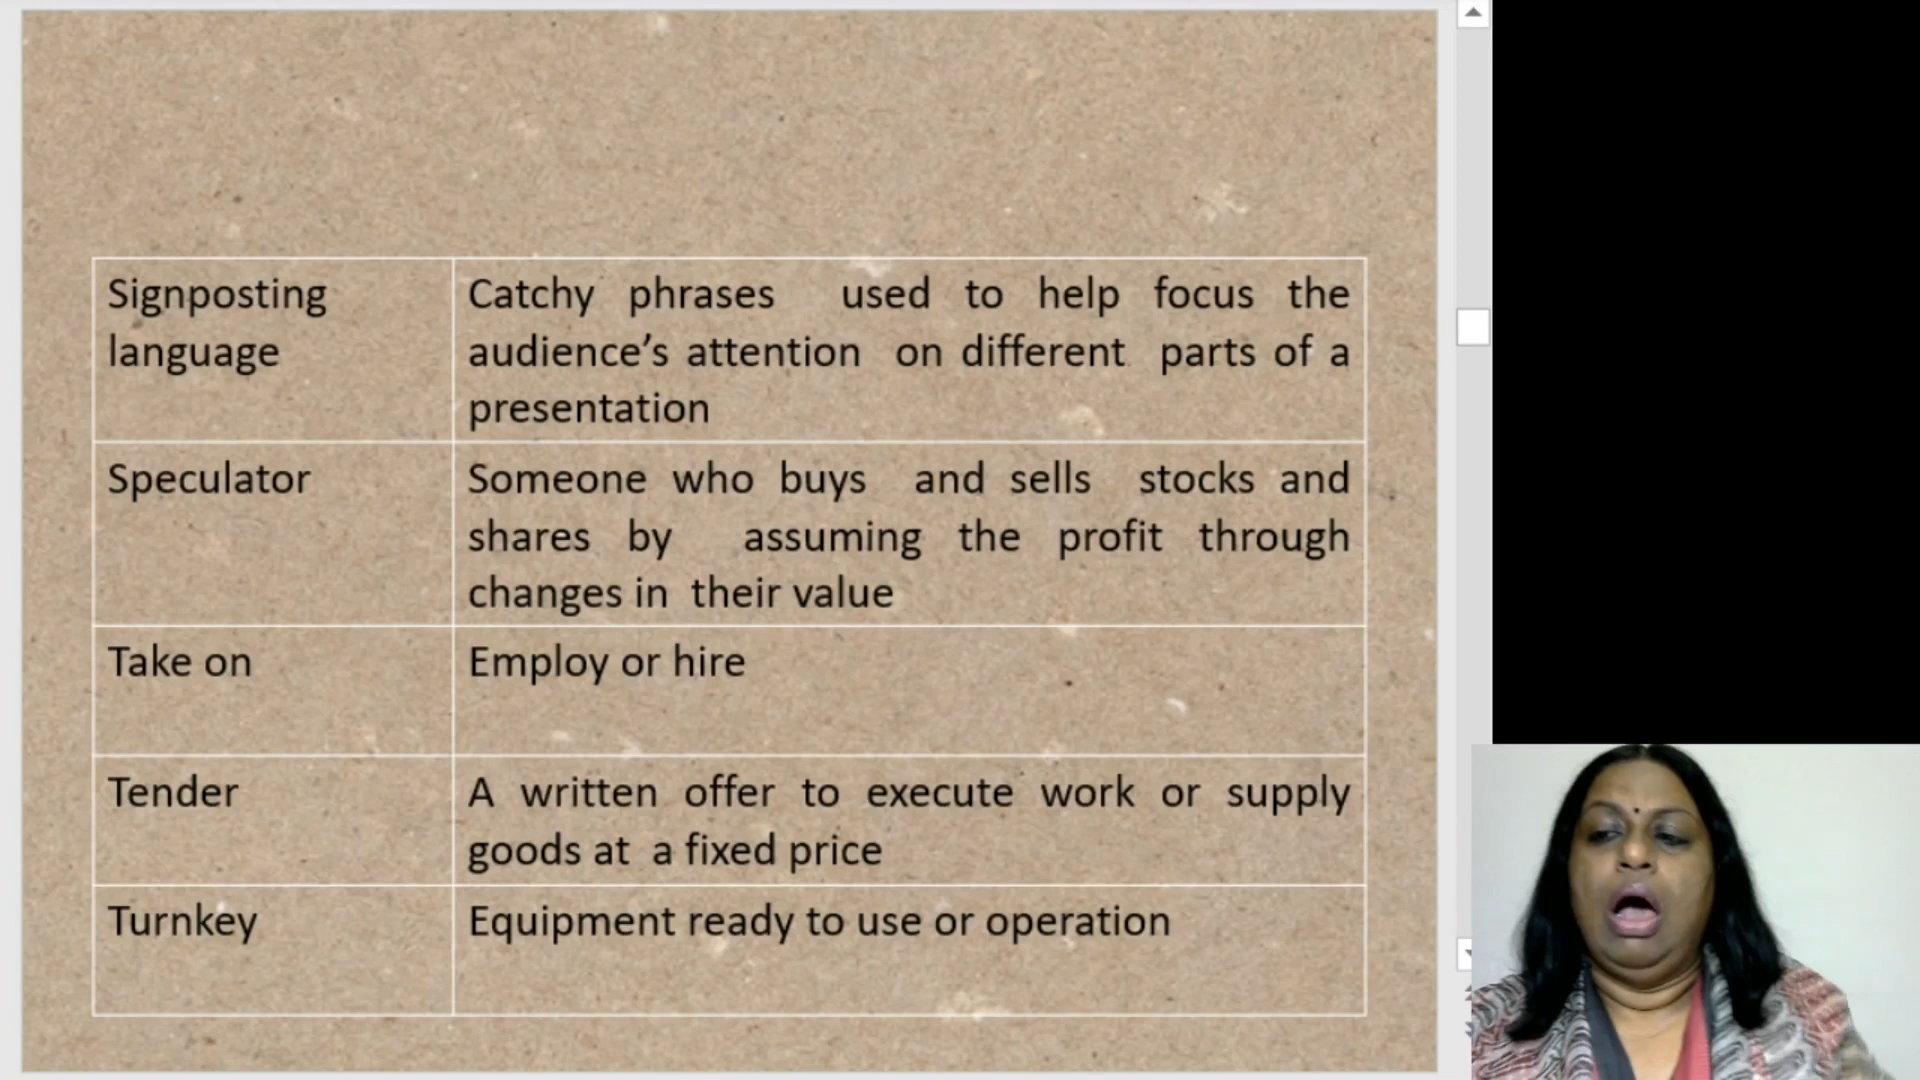 Signposting
language
Catchy phrases used to help focus the
audience’s attention on different parts of a
presentation
Speculator
Someone who buys and sells stocks and
shares by assuming the profit through
changes in their value
Take on
Employ or hire
Tender
A written offer to execute work or supply
goods at a fixed price
Turnkey
Equipment ready to use or operation